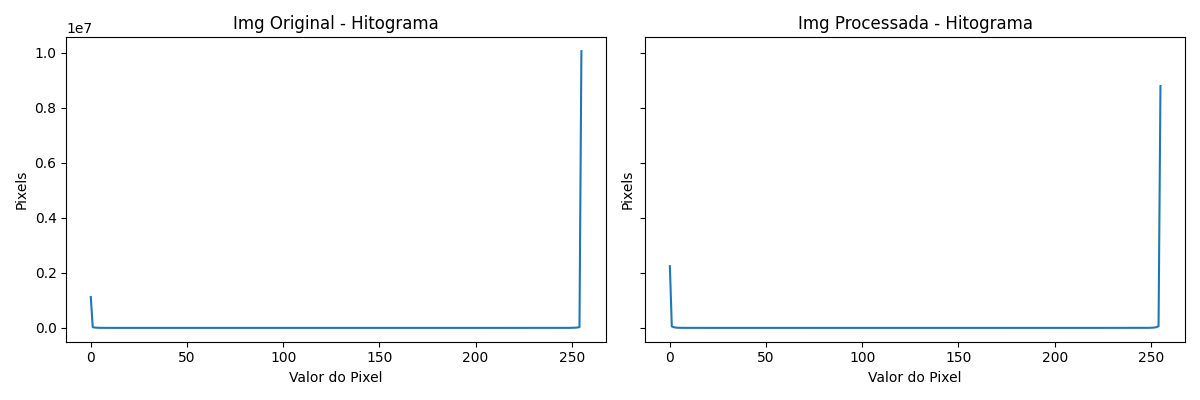 Img Original - Hitograma
1e7
1.0
0.8
0.6
0.4
0.2
0.0
Pixels
0 50 100 150 200 250
Valor do Pixel
Img Processada - Hitograma
Pixels
0 50 100 150 200 250
Valor do Pixel